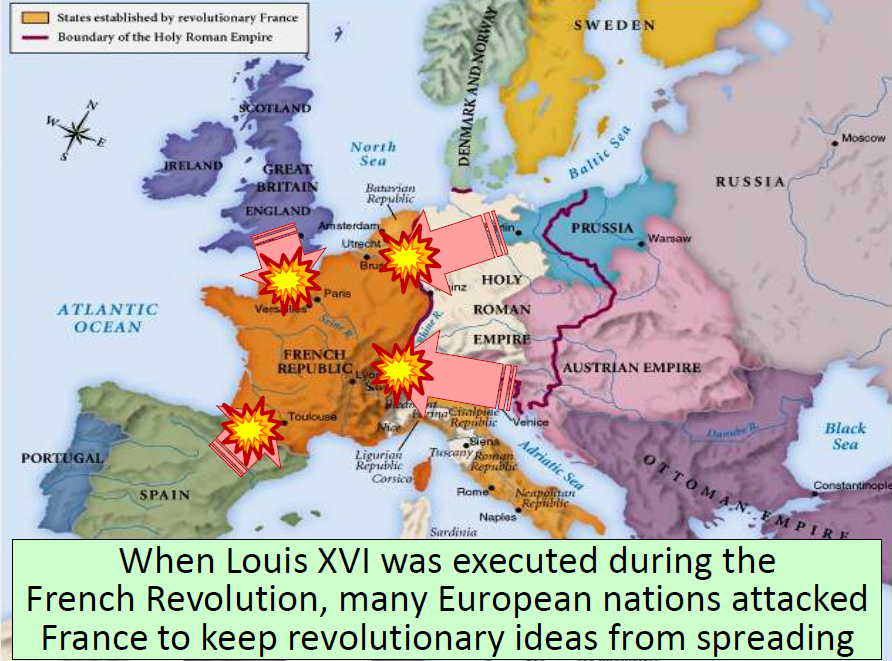 States established by revolutionary France
Boundary of the Holy Roman Empire
SWEDEN
DENMARK AND NORWAY
N
W
E
S
SCOTLAND
North
Sea
Baltic Sea
Moscow
IRELAND
GREAT
BRITAIN
RUSSIA
Batavian
Republic
ENGLAND
Amsterdam
PRUSSIA
Utrecht
Warsaw
HOLY
Paris
ATLANTIC
OCEAN
ROMAN
Seine R.
EMPIRE
FRENCH
REPUBLIC
AUSTRIAN EMPIRE
Toulouse
Nice
Cisalpine
Republic
Venice
Danube R.
Black
Sea
PORTUGAL
Ligurian
Republic
Siena
Tuscany
Roman
Republic
Adriatic Sea
Corsica
SPAIN
OTTOMAN EMPIRE
Constantinople
Rome
Neapolitan
Republic
Naples
Sardinia
When Louis XVI was executed during the
French Revolution, many European nations attacked
France to keep revolutionary ideas from spreading